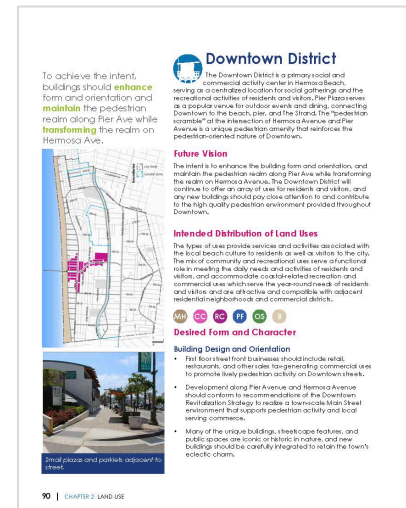 Downtown District
To achieve the intent,
buildings should enhance
form and orientation and
maintain the pedestrian
realm along Pier Ave while
transforming the realm on
Hermosa Ave.
The Downtown District is a primary social and
commercial activity center in Hermosa Beach,
serving as a centralized location for social gatherings and the
recreational activities of residents and visitors. Pier Plaza serves
as a popular venue for outdoor events and dining, connecting
Downtown to the beach, pier, and The Strand. The "pedestrian
scramble" at the intersection of Hermosa Avenue and Pier
Avenue is a unique pedestrian amenity that reinforces the
pedestrian-oriented nature of Downtown.
Future Vision
The intent is to enhance the building form and orientation, and
maintain the pedestrian realm along Pier Ave while transforming
the realm on Hermosa Avenue. The Downtown District will
continue to offer an array of uses for residents and visitors, and
any new buildings should pay close attention to and contribute
to the high quality pedestrian environment provided throughout
Downtown.
Intended Distribution of Land Uses
The types of uses provide services and activities associated with
the local beach culture to residents as well as visitors to the city.
The mix of community and recreational uses serve a functional
role in meeting the daily needs and activities of residents and
visitors, and accommodate coastal-related recreation and
commercial uses which serve the year-round needs of residents
and visitors and are attractive and compatible with adjacent
residential neighborhoods and commercial districts.
MH CC RC PF OS B
Desired Form and Character
Building Design and Orientation
• First floor street front businesses should include retail,
restaurants, and other sales tax-generating commercial uses
to promote lively pedestrian activity on Downtown streets.
• Development along Pier Avenue and Hermosa Avenue
should conform to recommendations of the Downtown
Revitalization Strategy to realize a town-scale Main Street
environment that supports pedestrian activity and local
serving commerce.
• Many of the unique buildings, streetscape features, and
public spaces are iconic or historic in nature, and new
buildings should be carefully integrated to retain the town's
eclectic charm.
Small plazas and parklets adjacent to
street.
90 | CHAPTER 2: LAND USE